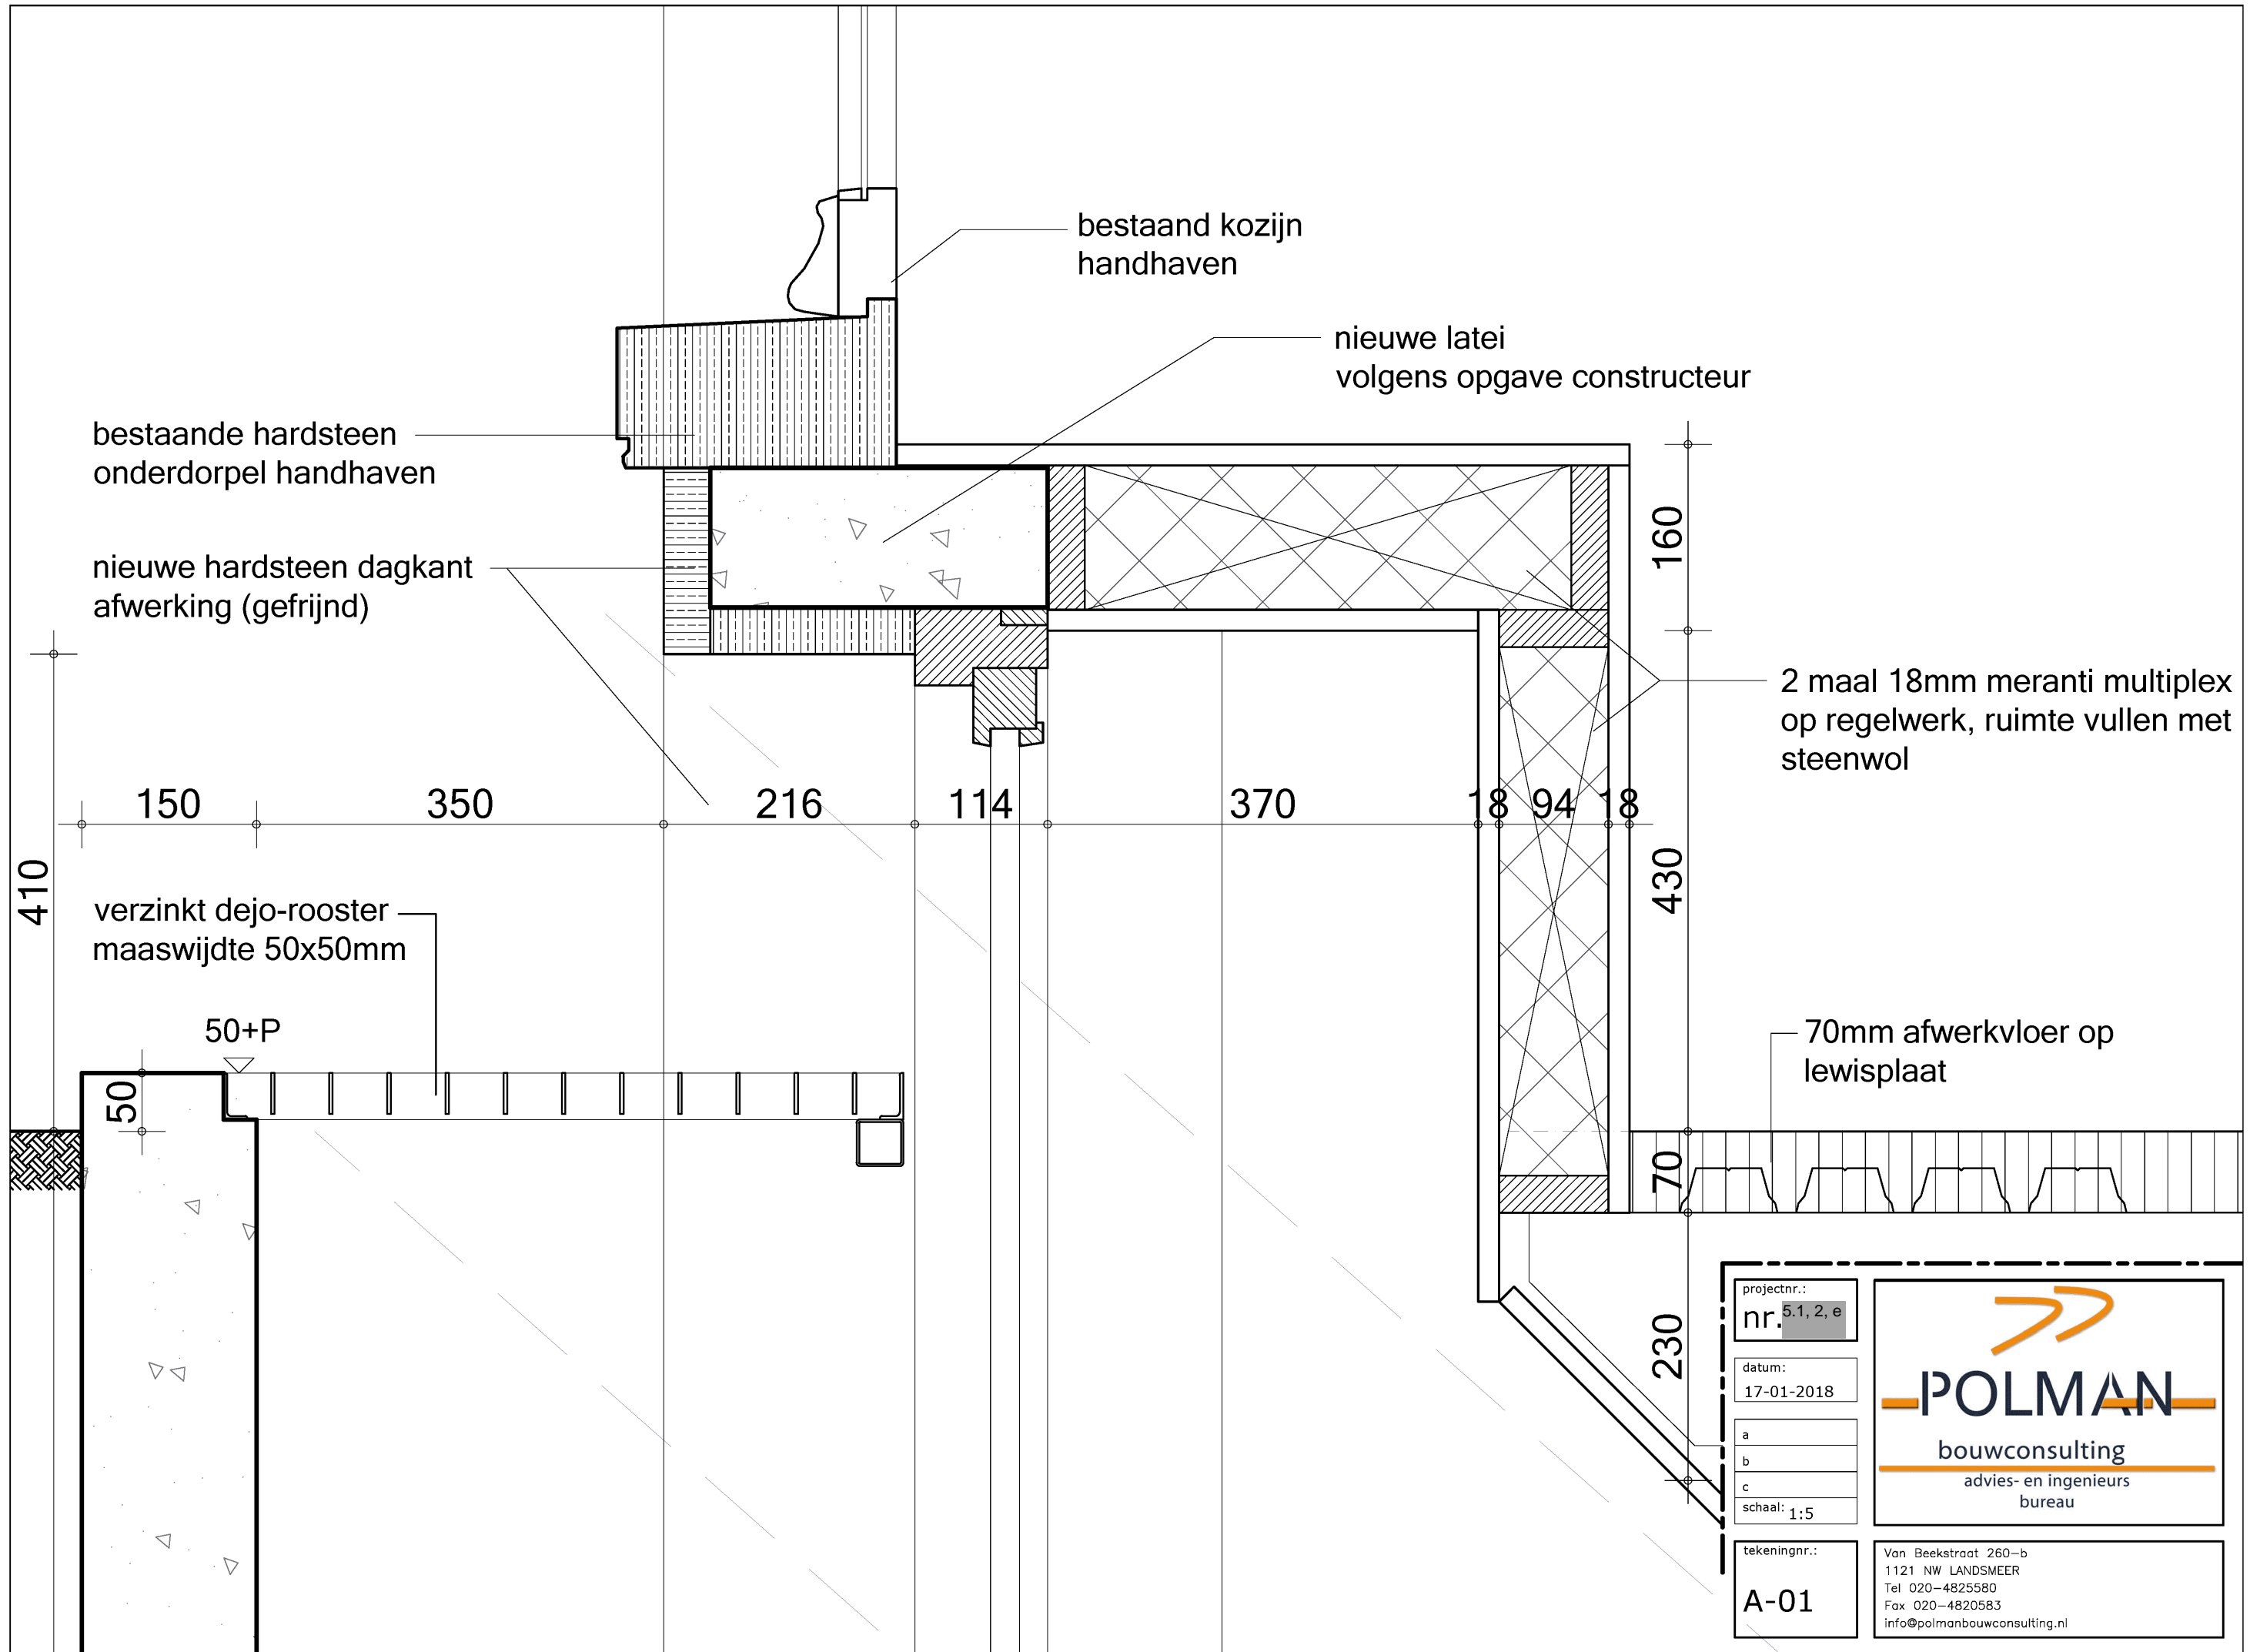 bestaand kozijn
handhaven
nieuwe latei
volgens opgave constructeur
bestaande hardsteen
onderdorpel handhaven
160
nieuwe hardsteen dagkant
afwerking (gefrijnd)
2 maal 18mm meranti multiplex
op regelwerk, ruimte vullen met
steenwol
150
350
216
114
370
18
94
18
410
430
verzinkt dejo-rooster
maaswijdte 50x50mm
50+P
50
70mm afwerkvloer op
lewisplaat
70
230
projectnr.:
nr. 5.1, 2, e
datum:
17-01-2018
a
b
c
schaal: 1:5
tekeningnr.:
A-01
POLMAN
bouwconsulting
advies- en ingenieurs
bureau
Van Beekstraat 260-b
1121 NW LANDSMEER
Tel 020-4825580
Fax 020-4820583
info@polmanbouwconsulting.nl